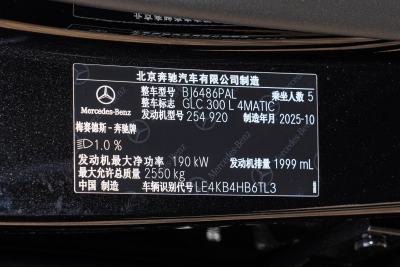 北京奔驰汽车有限公司制造
整车型号 BJ6486PAL 乘坐人数 5
整车标志 GLC 300 L 4MATIC
Mercedes-Benz 发动机型号 254 920 制造年月 2025-10
梅赛德斯-奔驰牌
1.0 %
发动机最大净功率 190 kW 发动机排量 1999 mL
最大允许总质量 2550 kg
中国 制造 车辆识别代号 LE4KB4HB6TL3